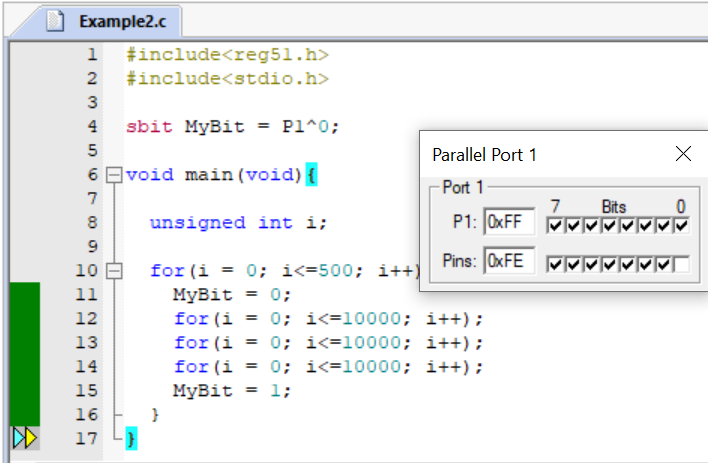 Example2.c
1 #include<reg51.h>
2 #include<stdio.h>
3
4 sbit MyBit = P1^0;
5
6 void main(void){
7
8 unsigned int i;
9
10 for(i = 0; i<=500; i++)
11 MyBit = 0;
12 for(i = 0; i<=10000; i++);
13 for(i = 0; i<=10000; i++);
14 for(i = 0; i<=10000; i++);
15 MyBit = 1;
16 }
17 }
Parallel Port 1
Port 1
7 Bits 0
P1: 0xFF
Pins: 0xFE